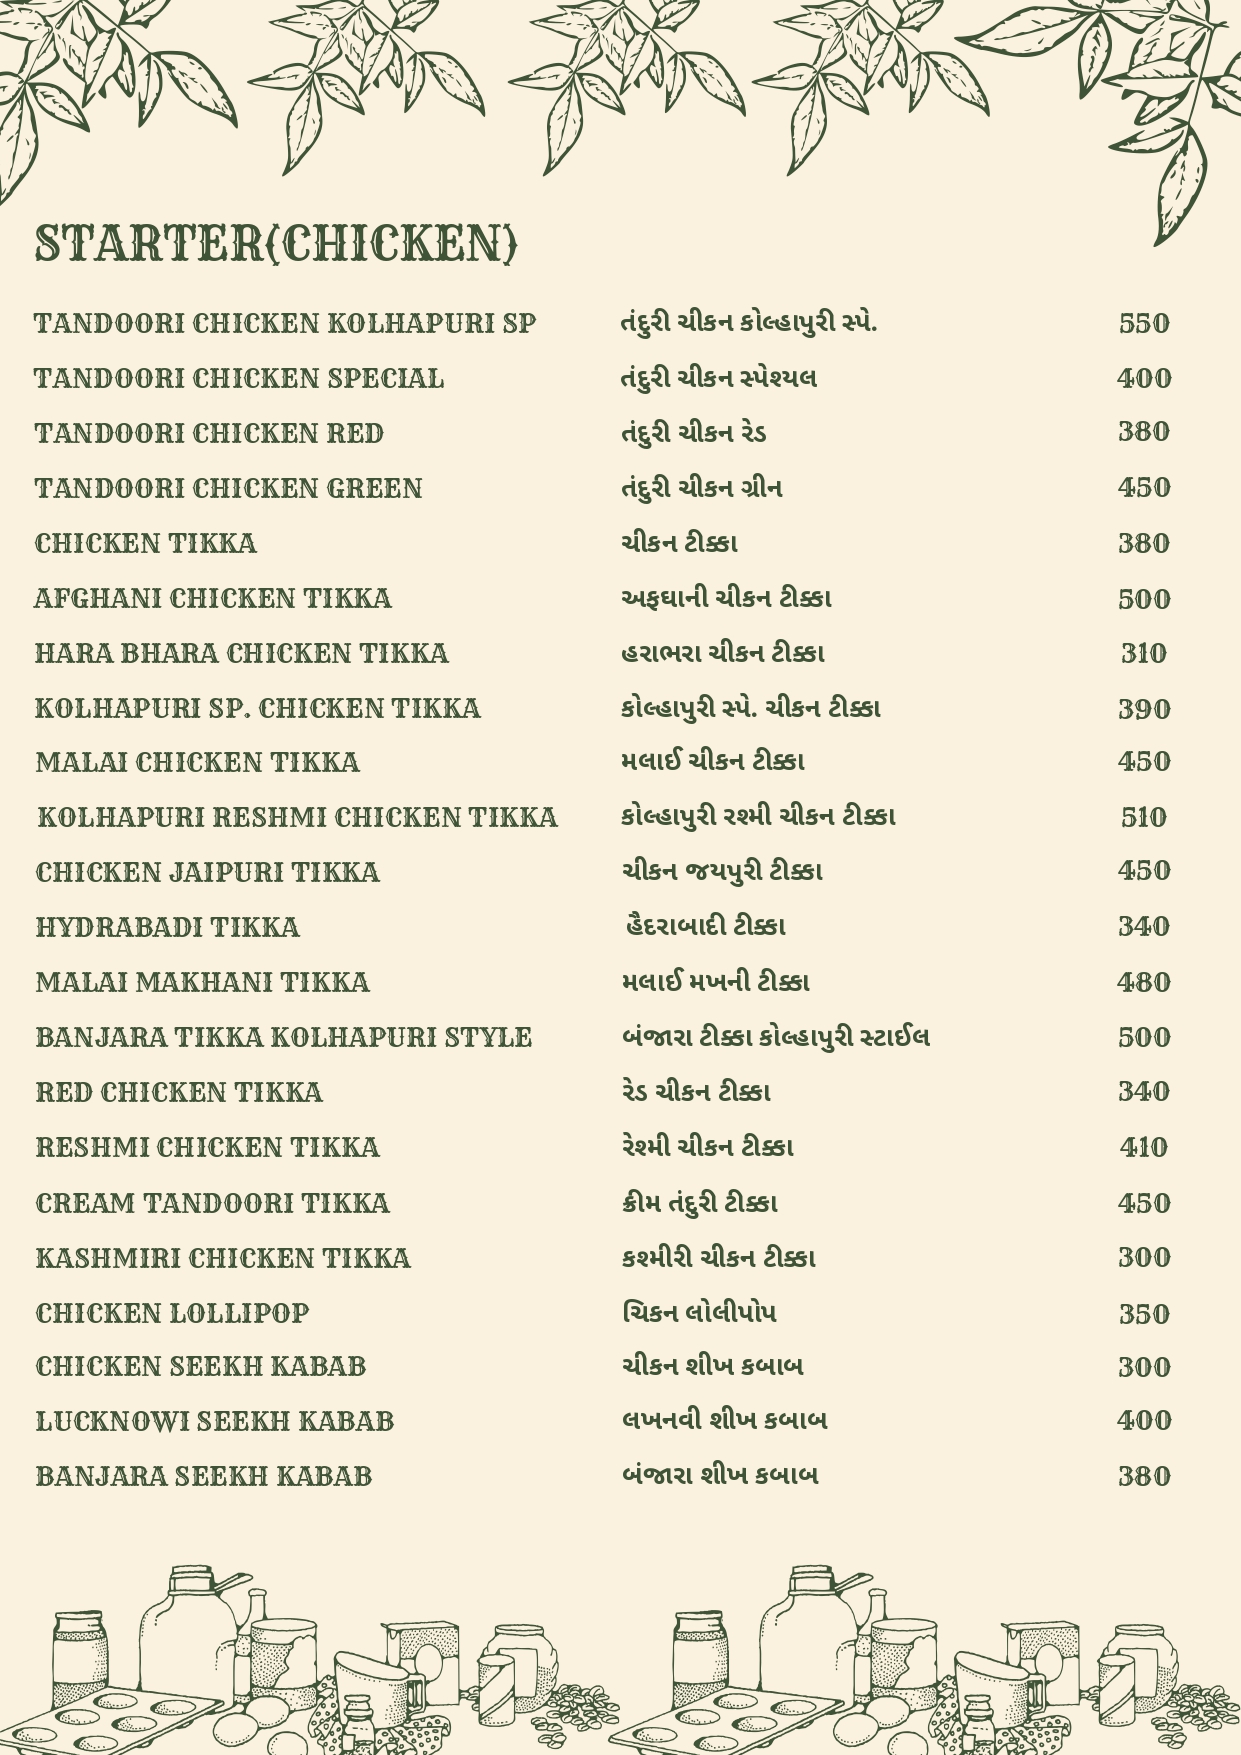 STARTER(CHICKEN)
TANDOORI CHICKEN KOLHAPURI SP તંદુરી ચીકન કોલ્હાપુરી સ્પે. 550
TANDOORI CHICKEN SPECIAL તંદુરી ચીકન સ્પેશ્યલ 400
TANDOORI CHICKEN RED તંદુરી ચીકન રેડ 380
TANDOORI CHICKEN GREEN તંદુરી ચીકન ગ્રીન 450
CHICKEN TIKKA ચીકન ટીક્કા 380
AFGHANI CHICKEN TIKKA અફઘાની ચીકન ટીક્કા 500
HARA BHARA CHICKEN TIKKA હરાભરા ચીકન ટીક્કા 310
KOLHAPURI SP. CHICKEN TIKKA કોલ્હાપુરી સ્પે. ચીકન ટીક્કા 390
MALAI CHICKEN TIKKA મલાઈ ચીકન ટીક્કા 450
KOLHAPURI RESHMI CHICKEN TIKKA કોલ્હાપુરી રશ્મી ચીકન ટીક્કા 510
CHICKEN JAIPURI TIKKA ચીકન જયપુરી ટીક્કા 450
HYDRABADI TIKKA હૈદરાબાદી ટીક્કા 340
MALAI MAKHANI TIKKA મલાઈ મખની ટીક્કા 480
BANJARA TIKKA KOLHAPURI STYLE બંજારા ટીક્કા કોલ્હાપુરી સ્ટાઈલ 500
RED CHICKEN TIKKA રેડ ચીકન ટીક્કા 340
RESHMI CHICKEN TIKKA રેશ્મી ચીકન ટીક્કા 410
CREAM TANDOORI TIKKA ક્રીમ તંદુરી ટીક્કા 450
KASHMIRI CHICKEN TIKKA કશ્મીરી ચીકન ટીક્કા 300
CHICKEN LOLLIPOP ચિકન લોલીપોપ 350
CHICKEN SEEKH KABAB ચીકન શીખ કબાબ 300
LUCKNOWI SEEKH KABAB લખનવી શીખ કબાબ 400
BANJARA SEEKH KABAB બંજારા શીખ કબાબ 380